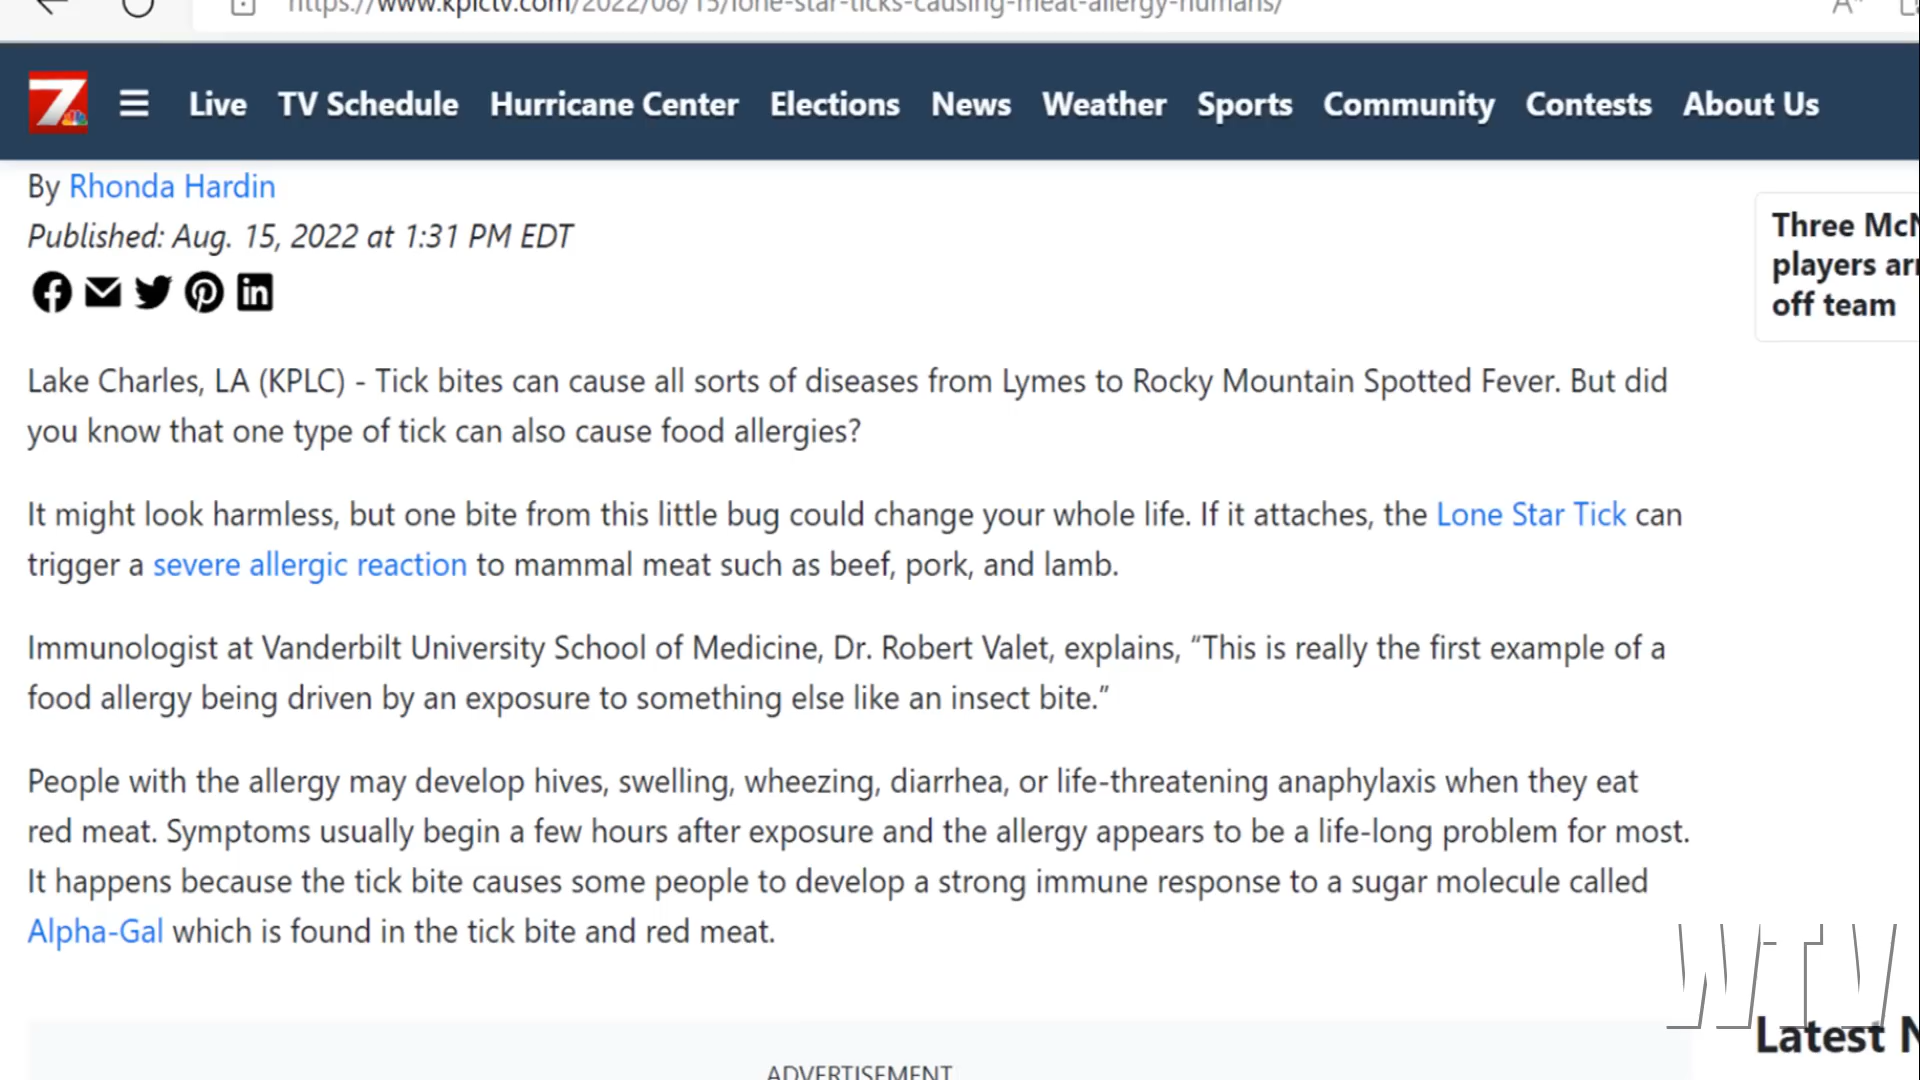 https://www.kplctv.com/2022/08/15/lone-star-ticks-causing-meat-allergy-humans/
7 Live TV Schedule Hurricane Center Elections News Weather Sports Community Contests About Us
By Rhonda Hardin
Published: Aug. 15, 2022 at 1:31 PM EDT
Three McN
players arr
off team
Lake Charles, LA (KPLC) - Tick bites can cause all sorts of diseases from Lymes to Rocky Mountain Spotted Fever. But did
you know that one type of tick can also cause food allergies?
It might look harmless, but one bite from this little bug could change your whole life. If it attaches, the Lone Star Tick can
trigger a severe allergic reaction to mammal meat such as beef, pork, and lamb.
Immunologist at Vanderbilt University School of Medicine, Dr. Robert Valet, explains, “This is really the first example of a
food allergy being driven by an exposure to something else like an insect bite.”
People with the allergy may develop hives, swelling, wheezing, diarrhea, or life-threatening anaphylaxis when they eat
red meat. Symptoms usually begin a few hours after exposure and the allergy appears to be a life-long problem for most.
It happens because the tick bite causes some people to develop a strong immune response to a sugar molecule called
Alpha-Gal which is found in the tick bite and red meat.
WTV
Latest N
ADVERTISEMENT